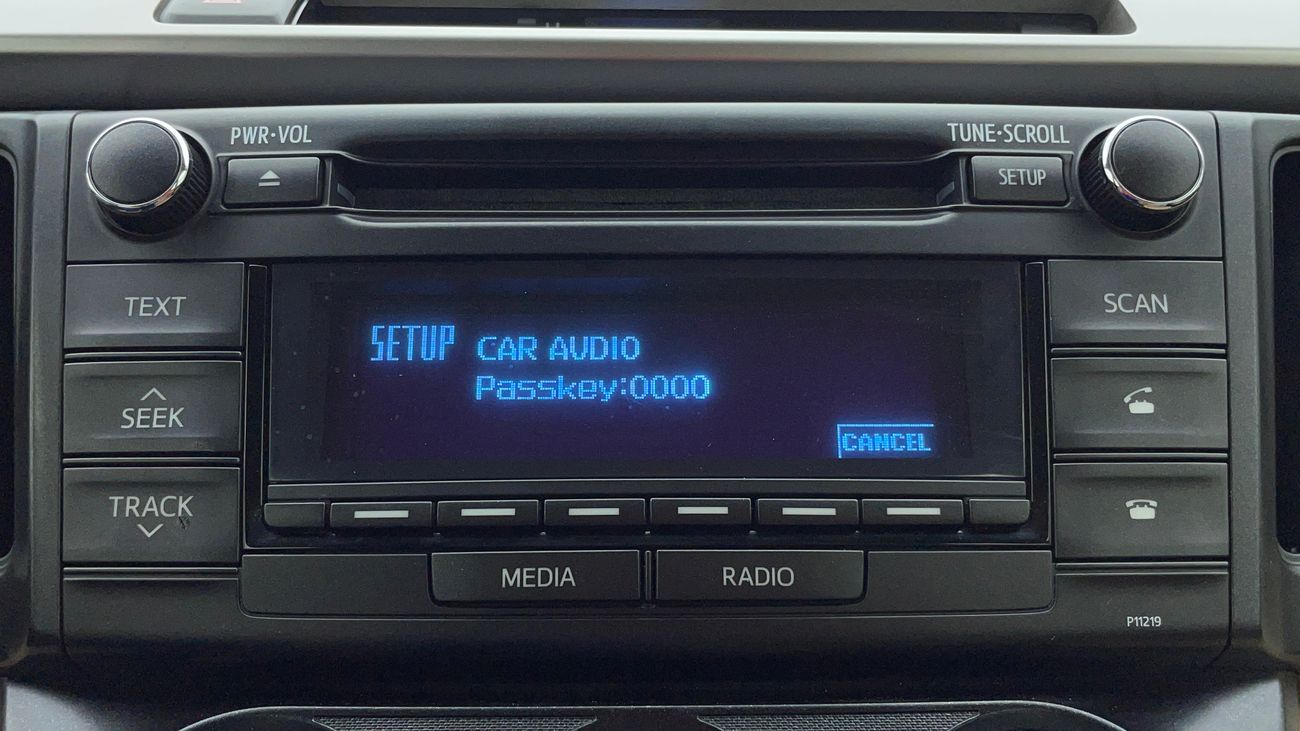 PWR·VOL
TUNE·SCROLL
SETUP
TEXT
SCAN
SETUP CAR AUDIO
Passkey:0000
SEEK
CANCEL
TRACK
MEDIA
RADIO
P11219